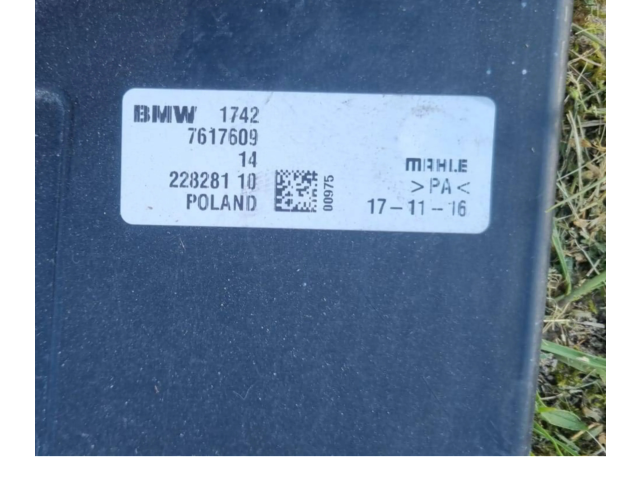 BMW 1742
7617609
14
228281 10
POLAND
00975
MAHLE
>PA<
17-11-16